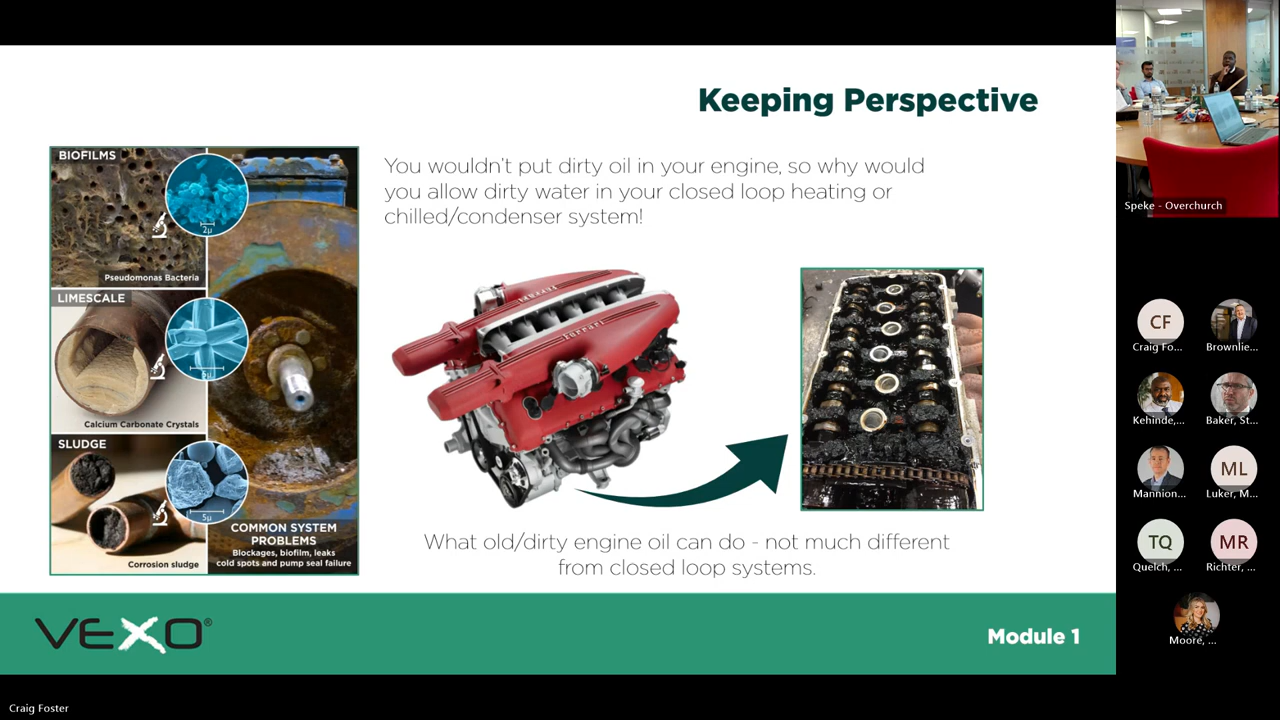 Keeping Perspective
BIOFILMS
2μ
Pseudomonas Bacteria
LIMESCALE
5μ
Calcium Carbonate Crystals
SLUDGE
5μ
Corrosion sludge
COMMON SYSTEM
PROBLEMS
Blockages, biofilm, leaks
cold spots and pump seal failure
You wouldn't put dirty oil in your engine, so why would
you allow dirty water in your closed loop heating or
chilled/condenser system!
Ferrari
What old/dirty engine oil can do - not much different
from closed loop systems.
VEXO®
Module 1
Speke - Overchurch
CF
Craig Fo...
Brownlie...
Kehinde,...
Baker, St...
Mannion...
ML
Luker, M...
TQ
Quelch, ...
MR
Richter, ...
Moore, ...
Craig Foster